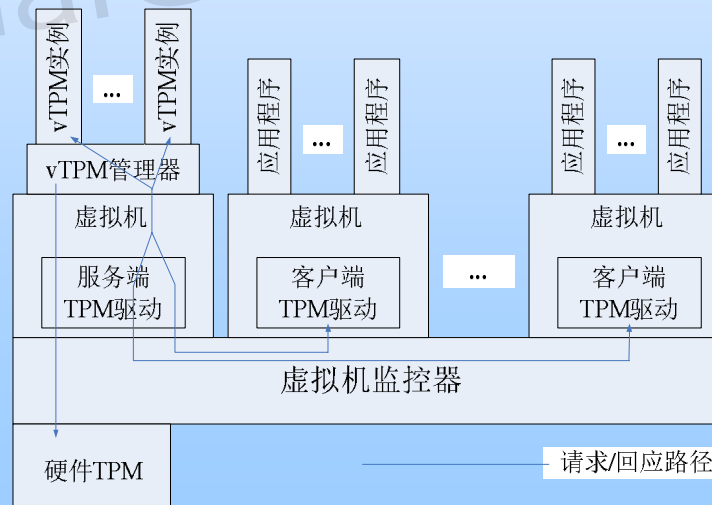 vTPM实例
...
vTPM实例
应用程序
...
应用程序
应用程序
...
应用程序
vTPM管理器
虚拟机
虚拟机
虚拟机
服务端
TPM驱动
客户端
TPM驱动
...
客户端
TPM驱动
虚拟机监控器
硬件TPM
请求/回应路径